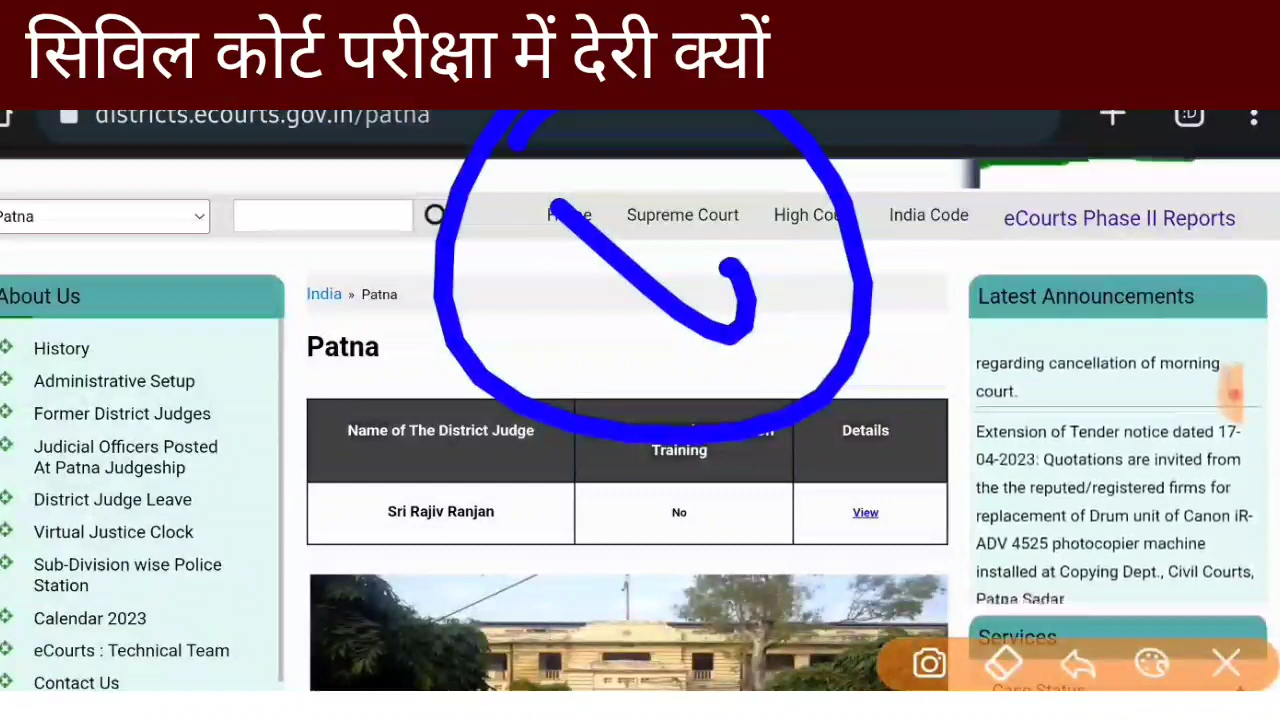 सिविल कोर्ट परीक्षा में देरी क्यों
districts.ecourts.gov.in/patna
:D
Patna
Supreme Court
India Code
eCourts Phase II Reports
About Us
History
Administrative Setup
Former District Judges
Judicial Officers Posted
At Patna Judgeship
District Judge Leave
Virtual Justice Clock
Sub-Division wise Police
Station
Calendar 2023
eCourts : Technical Team
Contact Us
India » Patna
Patna
Name of The District Judge
Training
Details
Sri Rajiv Ranjan
No
View
Latest Announcements
regarding cancellation of morning
court.
Extension of Tender notice dated 17-
04-2023: Quotations are invited from
the the reputed/registered firms for
replacement of Drum unit of Canon iR-
ADV 4525 photocopier machine
installed at Copying Dept., Civil Courts,
Patna Sadar
Services
Case Status